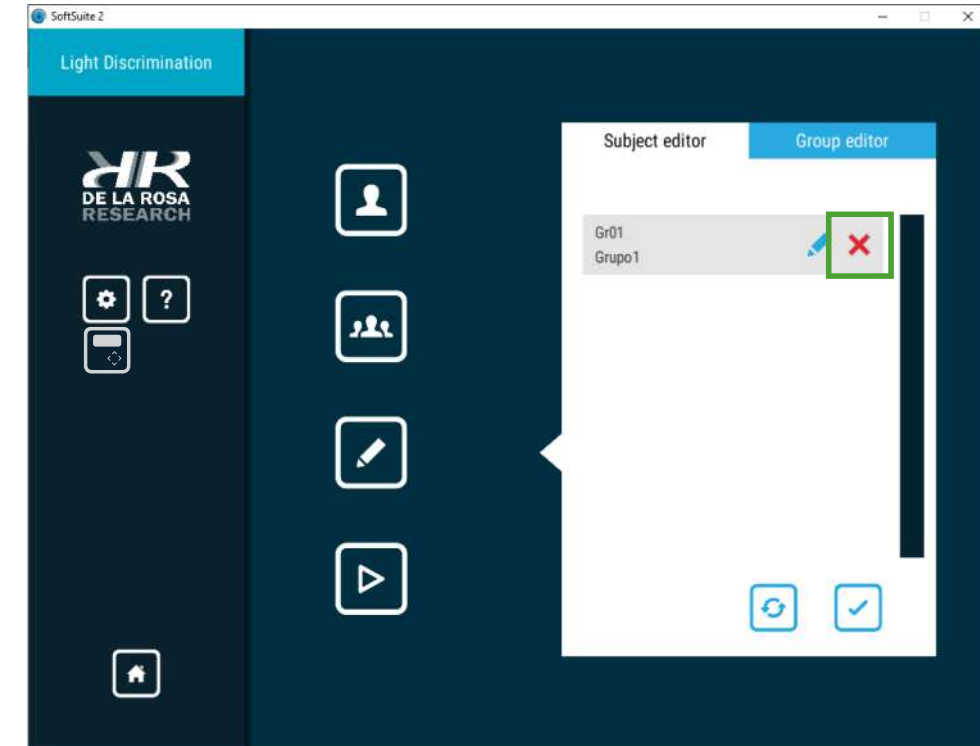 SoftSuite 2
Light Discrimination
DE LA ROSA
RESEARCH
?
Subject editor
Group editor
Gr01
Grupo1